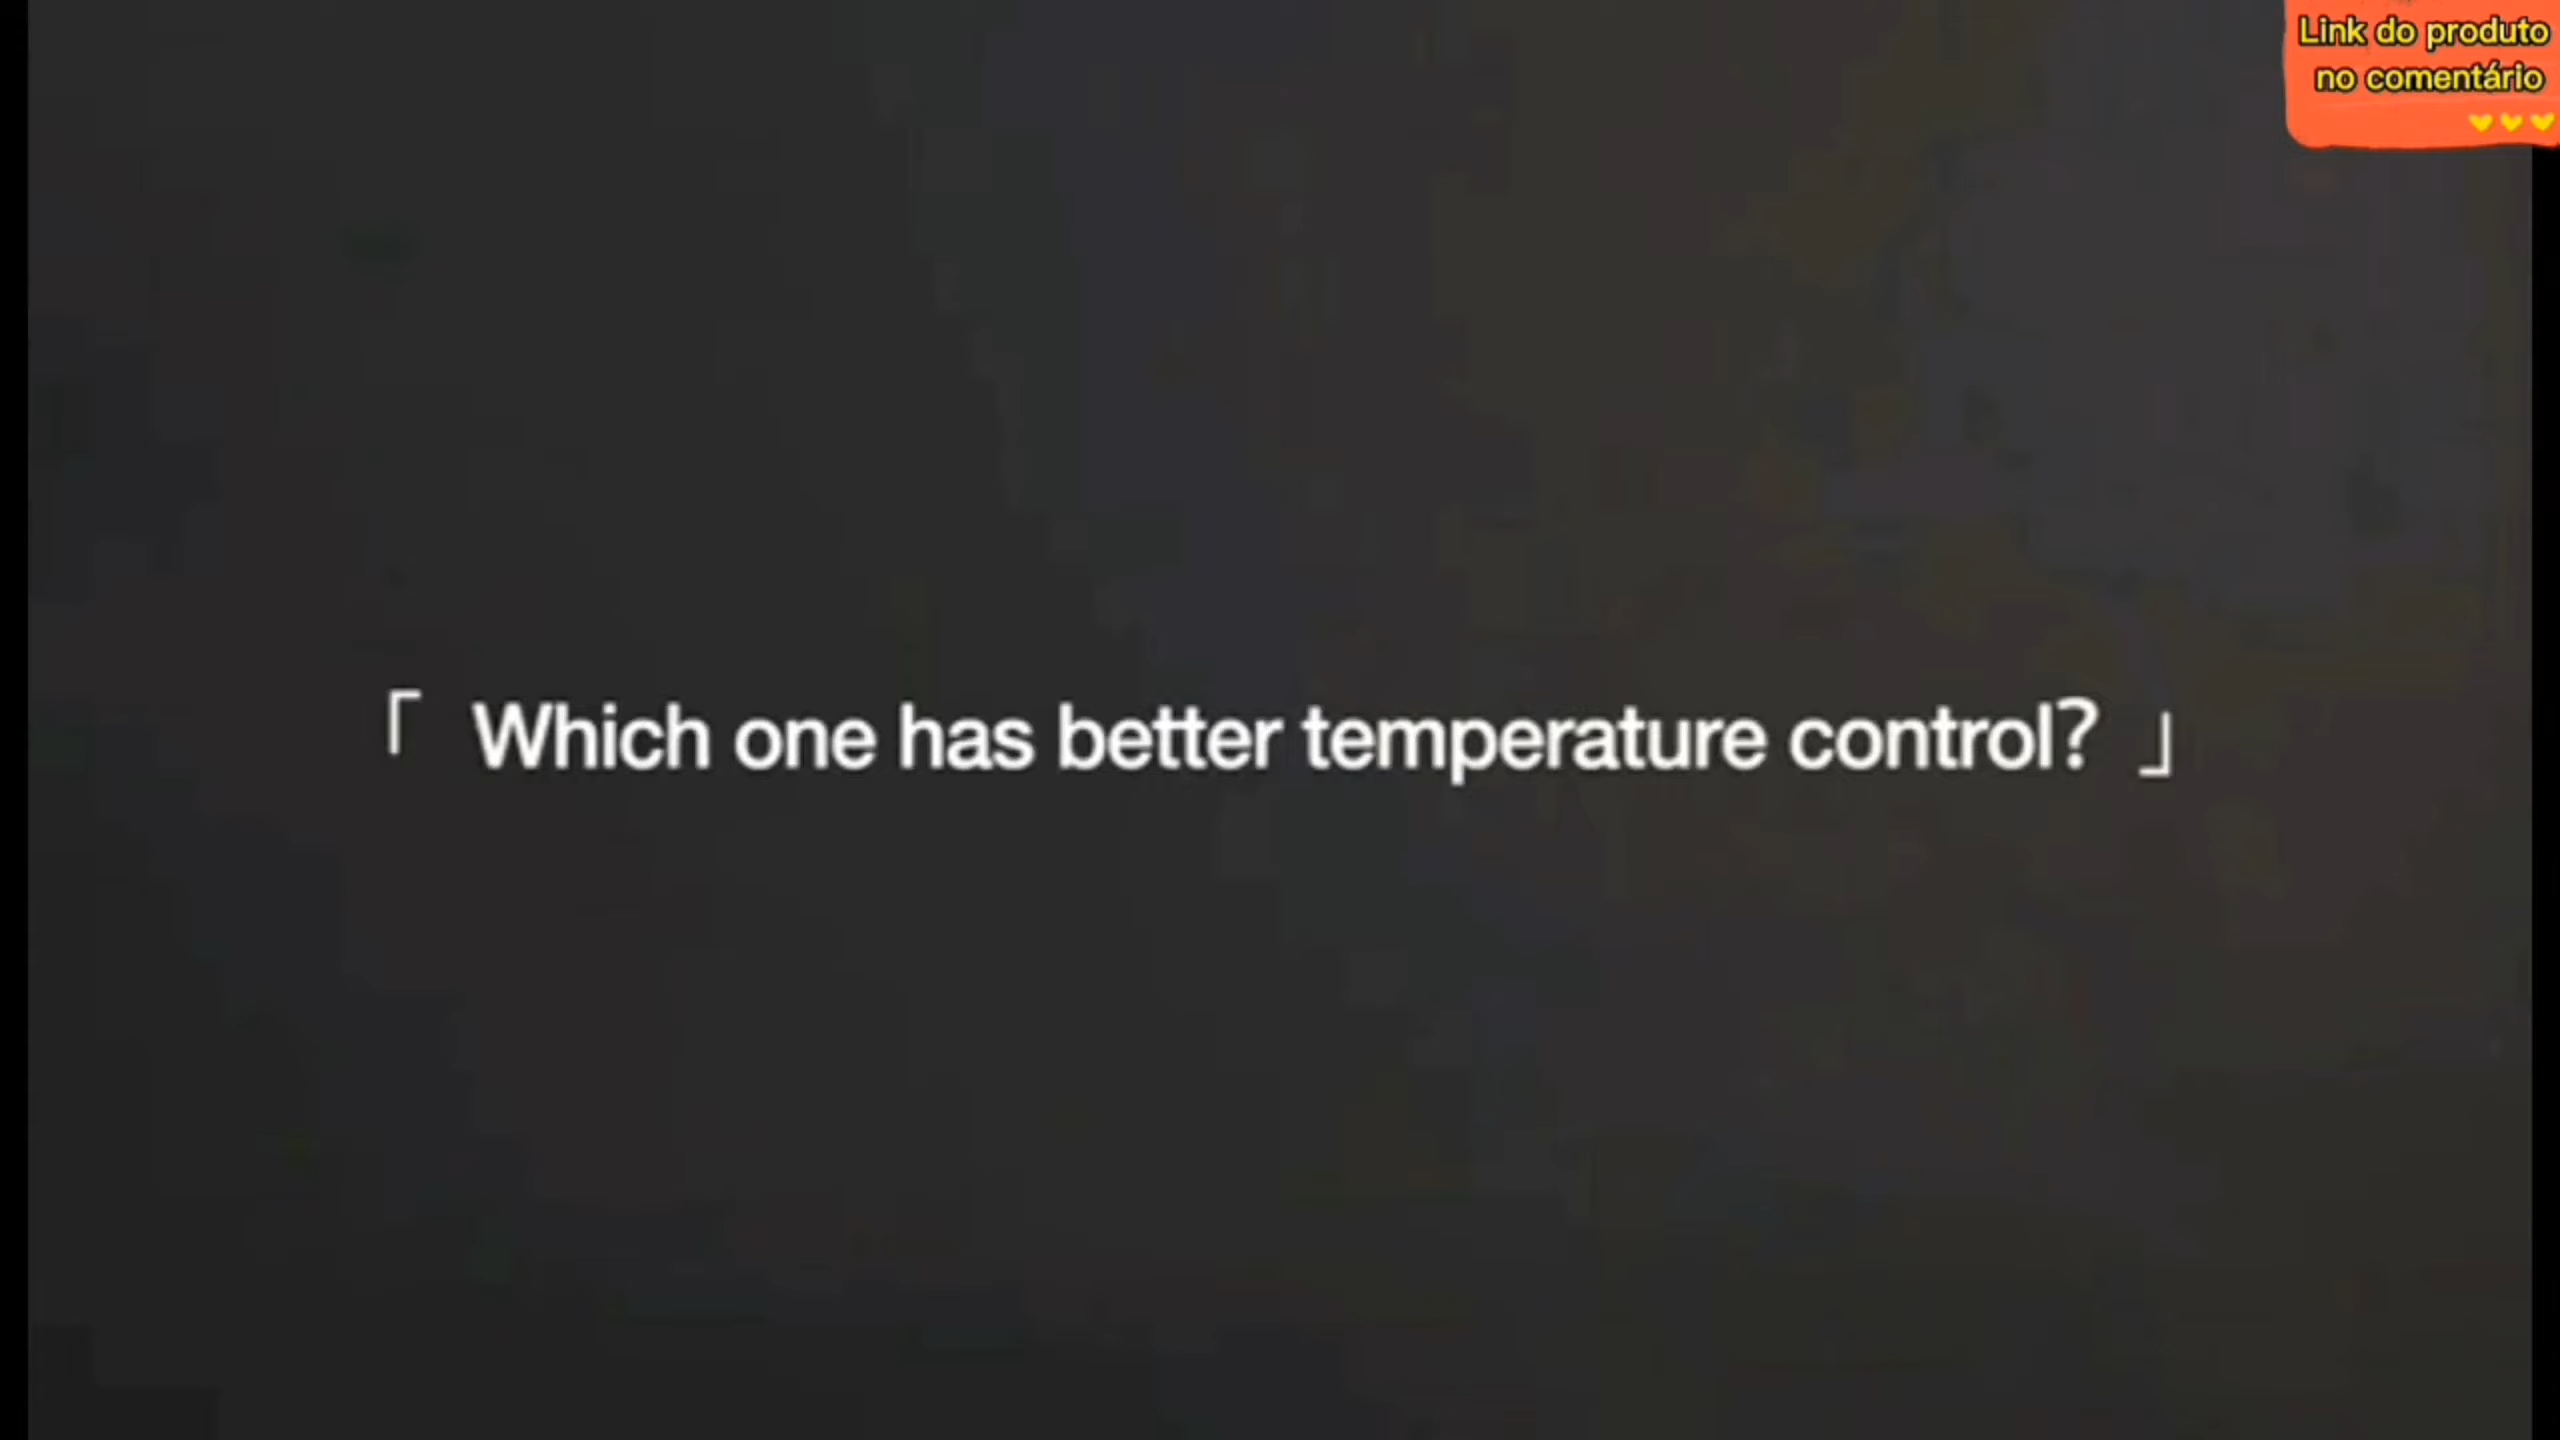 Link do produto
no comentário
「 Which one has better temperature control? 」